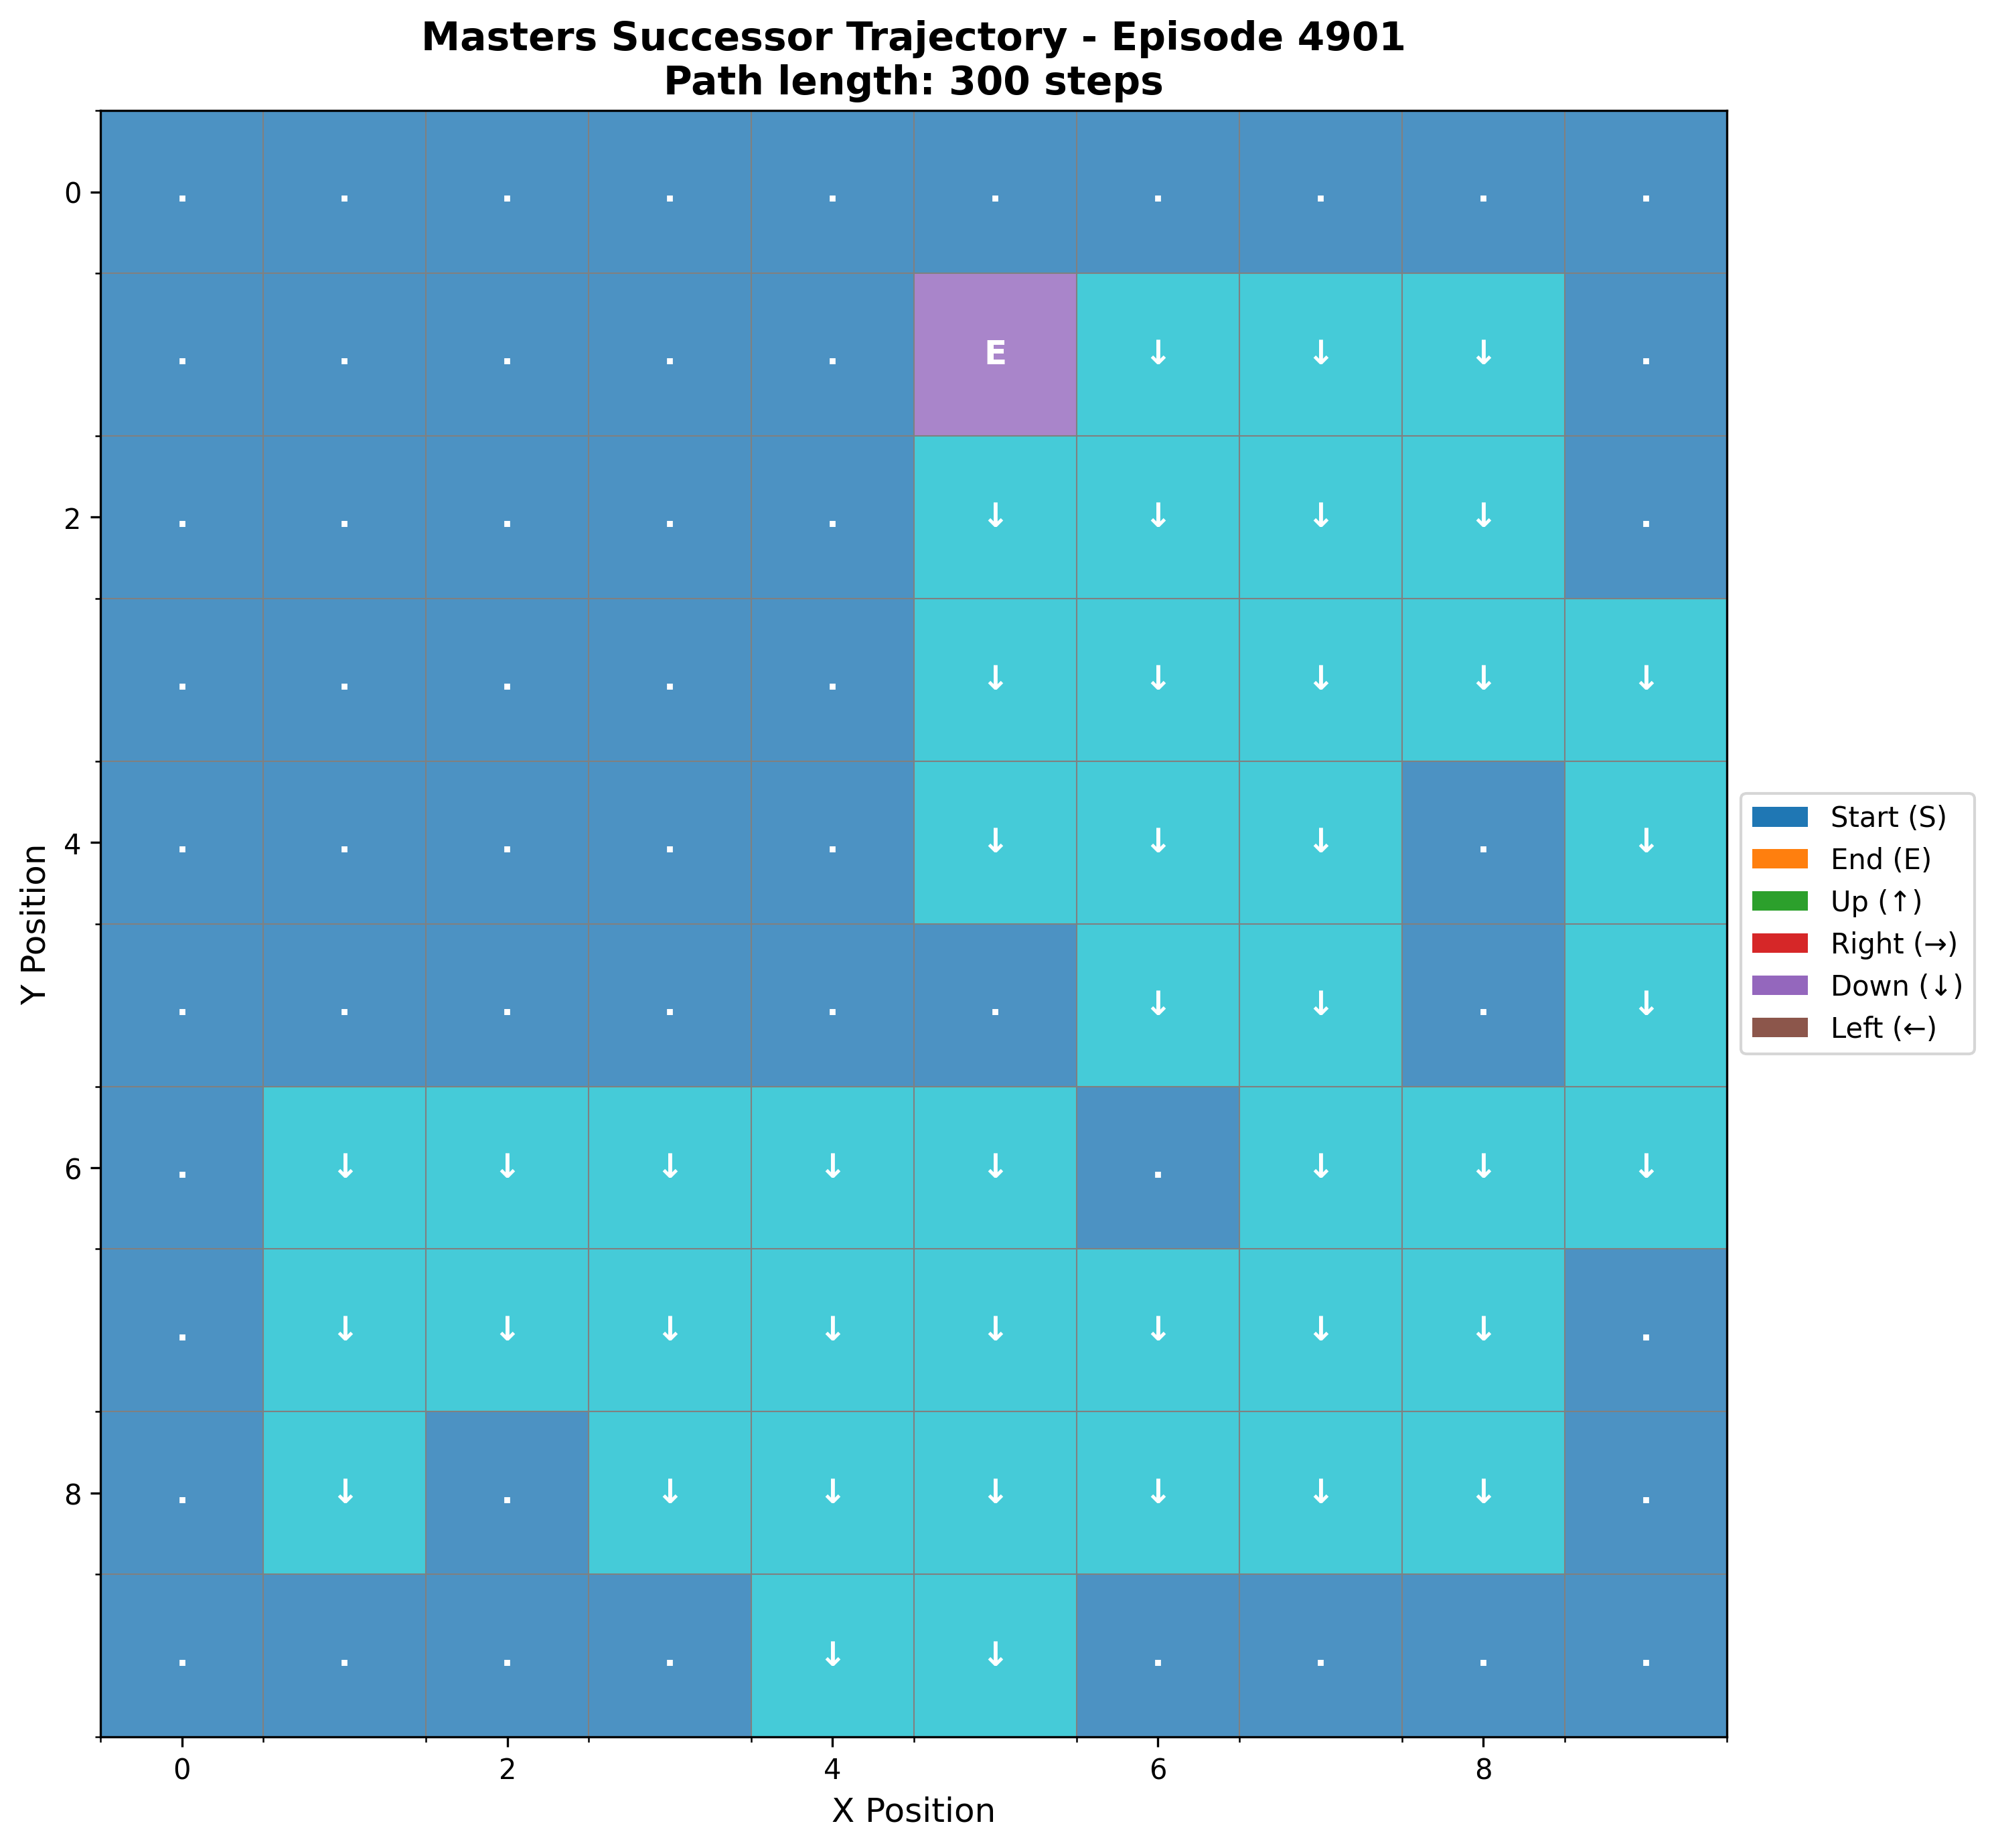 Masters Successor Trajectory - Episode 4901
Path length: 300 steps
0 . . . . . . . . . .
. . . . . E ↓ ↓ ↓ .
2 . . . . . ↓ ↓ ↓ ↓ .
. . . . . ↓ ↓ ↓ ↓ ↓
4 . . . . . ↓ ↓ ↓ . ↓
. . . . . . ↓ ↓ . ↓
6 . ↓ ↓ ↓ ↓ ↓ . ↓ ↓ ↓
. ↓ ↓ ↓ ↓ ↓ ↓ ↓ ↓ .
8 . ↓ . ↓ ↓ ↓ ↓ ↓ ↓ .
. . . . ↓ ↓ . . . .
0 2 4 6 8
X Position
Y Position
Start (S)
End (E)
Up (↑)
Right (→)
Down (↓)
Left (←)